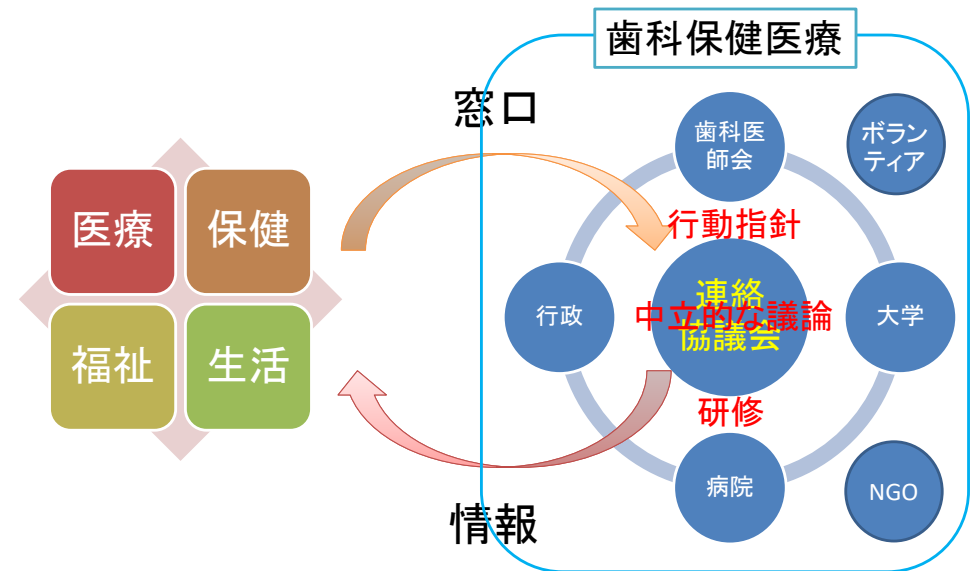 歯科保健医療
窓口
歯科医
師会
ボラン
ティア
医療
保健
行動指針
行政
連絡
協議会
中立的な議論
大学
福祉
生活
研修
病院
NGO
情報